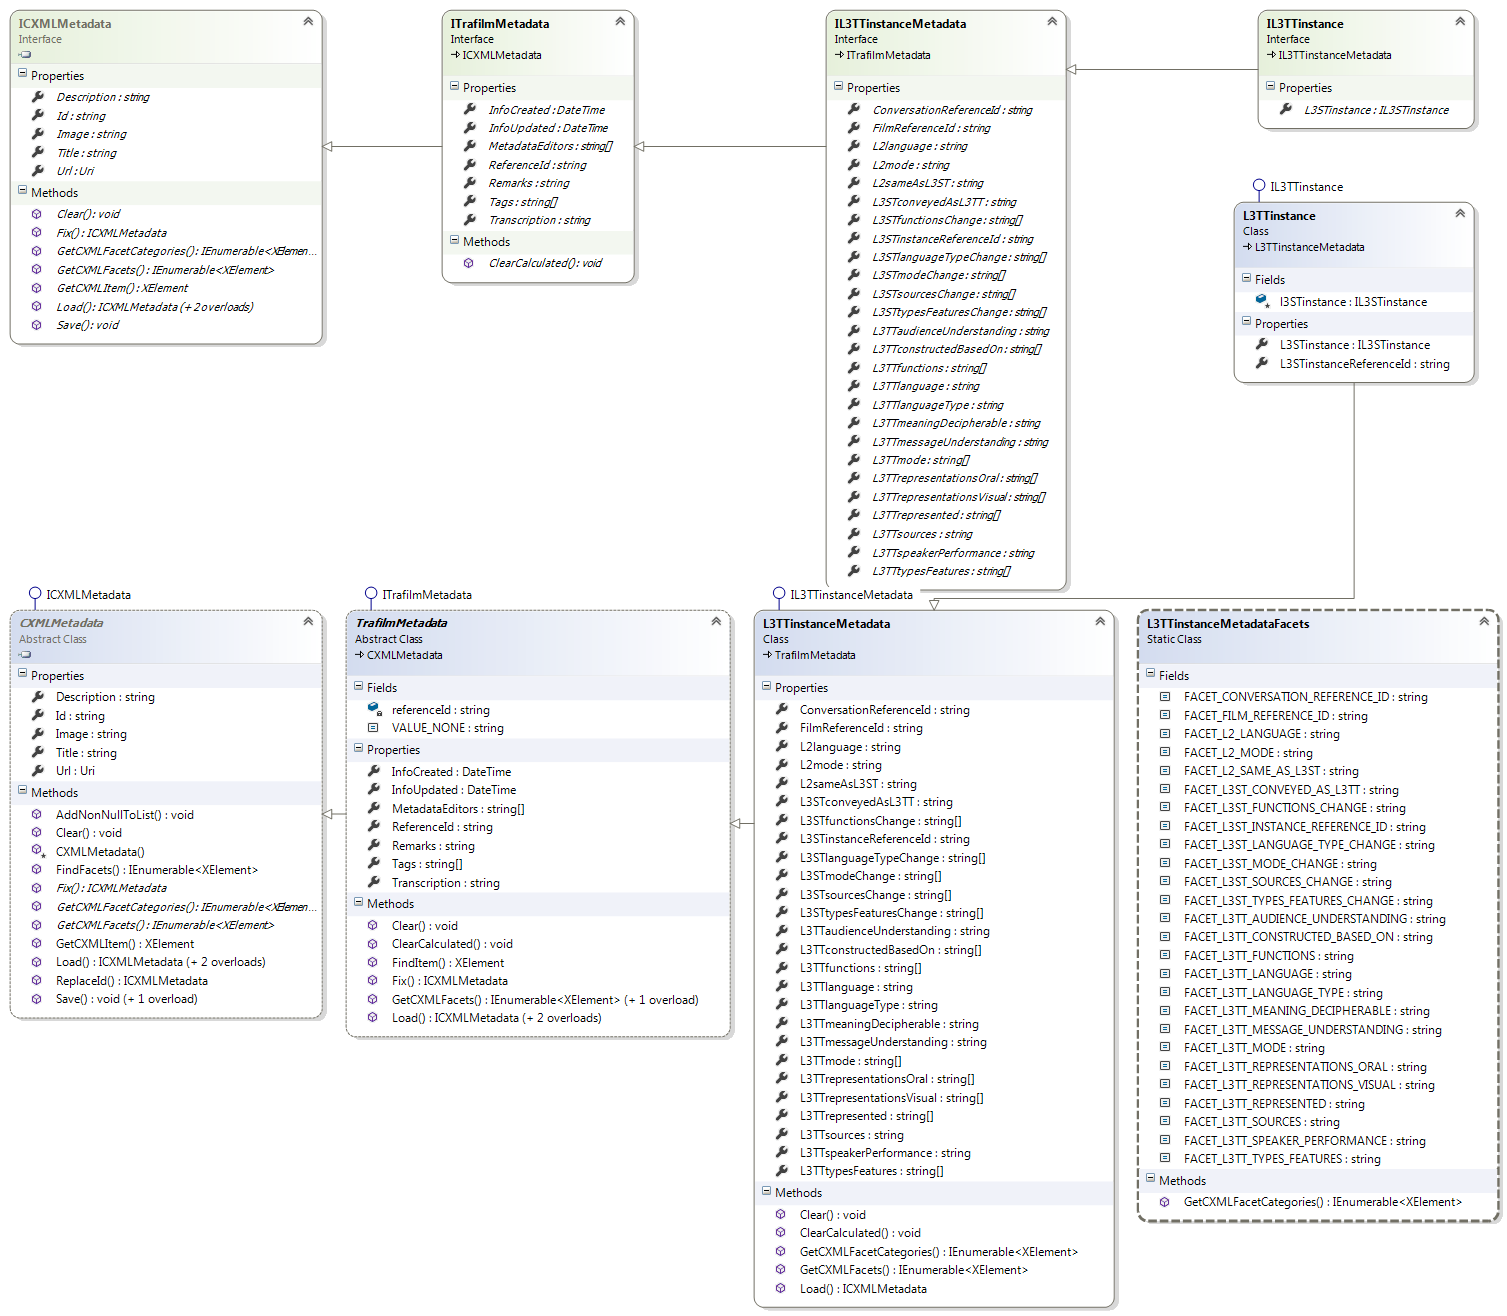 ICXMLMetadata
Interface
Properties
Description : string
Id : string
Image : string
Title : string
Url : Uri
Methods
Clear() : void
Fix() : ICXMLMetadata
GetCXMLFacetCategories() : IEnumerable<XElemen...
GetCXMLFacets() : IEnumerable<XElement>
GetCXMLItem() : XElement
Load() : ICXMLMetadata (+ 2 overloads)
Save() : void
ITrafilmMetadata
Interface
ICXMLMetadata
Properties
InfoCreated : DateTime
InfoUpdated : DateTime
MetadataEditors : string[]
ReferenceId : string
Remarks : string
Tags : string[]
Transcription : string
Methods
ClearCalculated() : void
IL3TTinstanceMetadata
Interface
ITrafilmMetadata
Properties
ConversationReferenceId : string
FilmReferenceId : string
L2language : string
L2mode : string
L2sameAsL3ST : string
L3STconveyedAsL3TT : string
L3STfunctionsChange : string[]
L3STinstanceReferenceId : string
L3STlanguageTypeChange : string[]
L3STmodeChange : string[]
L3STsourcesChange : string[]
L3STtypesFeaturesChange : string[]
L3TTaudienceUnderstanding : string
L3TTconstructedBasedOn : string[]
L3TTfunctions : string[]
L3TTlanguage : string
L3TTlanguageType : string
L3TTmeaningDecipherable : string
L3TTmessageUnderstanding : string
L3TTmode : string[]
L3TTrepresentationsOral : string[]
L3TTrepresentationsVisual : string[]
L3TTrepresented : string[]
L3TTsources : string
L3TTspeakerPerformance : string
L3TTtypesFeatures : string[]
IL3TTinstance
Interface
IL3TTinstanceMetadata
Properties
L3STinstance : IL3STinstance
IL3TTinstance
L3TTinstance
Class
L3TTinstanceMetadata
Fields
l3STinstance : IL3STinstance
Properties
L3STinstance : IL3STinstance
L3STinstanceReferenceId : string
ICXMLMetadata
CXMLMetadata
Abstract Class
Properties
Description : string
Id : string
Image : string
Title : string
Url : Uri
Methods
AddNonNullToList() : void
Clear() : void
CXMLMetadata()
FindFacets() : IEnumerable<XElement>
Fix() : ICXMLMetadata
GetCXMLFacetCategories() : IEnumerable<XElemen...
GetCXMLFacets() : IEnumerable<XElement>
GetCXMLItem() : XElement
Load() : ICXMLMetadata (+ 2 overloads)
ReplaceId() : ICXMLMetadata
Save() : void (+ 1 overload)
ITrafilmMetadata
TrafilmMetadata
Abstract Class
CXMLMetadata
Fields
referenceId : string
VALUE_NONE : string
Properties
InfoCreated : DateTime
InfoUpdated : DateTime
MetadataEditors : string[]
ReferenceId : string
Remarks : string
Tags : string[]
Transcription : string
Methods
Clear() : void
ClearCalculated() : void
FindItem() : XElement
Fix() : ICXMLMetadata
GetCXMLFacets() : IEnumerable<XElement> (+ 1 overload)
Load() : ICXMLMetadata (+ 2 overloads)
IL3TTinstanceMetadata
L3TTinstanceMetadata
Class
TrafilmMetadata
Properties
ConversationReferenceId : string
FilmReferenceId : string
L2language : string
L2mode : string
L2sameAsL3ST : string
L3STconveyedAsL3TT : string
L3STfunctionsChange : string[]
L3STinstanceReferenceId : string
L3STlanguageTypeChange : string[]
L3STmodeChange : string[]
L3STsourcesChange : string[]
L3STtypesFeaturesChange : string[]
L3TTaudienceUnderstanding : string
L3TTconstructedBasedOn : string[]
L3TTfunctions : string[]
L3TTlanguage : string
L3TTlanguageType : string
L3TTmeaningDecipherable : string
L3TTmessageUnderstanding : string
L3TTmode : string[]
L3TTrepresentationsOral : string[]
L3TTrepresentationsVisual : string[]
L3TTrepresented : string[]
L3TTsources : string
L3TTspeakerPerformance : string
L3TTtypesFeatures : string[]
Methods
Clear() : void
ClearCalculated() : void
GetCXMLFacetCategories() : IEnumerable<XElement>
GetCXMLFacets() : IEnumerable<XElement>
Load() : ICXMLMetadata
L3TTinstanceMetadataFacets
Static Class
Fields
FACET_CONVERSATION_REFERENCE_ID : string
FACET_FILM_REFERENCE_ID : string
FACET_L2_LANGUAGE : string
FACET_L2_MODE : string
FACET_L2_SAME_AS_L3ST : string
FACET_L3ST_CONVEYED_AS_L3TT : string
FACET_L3ST_FUNCTIONS_CHANGE : string
FACET_L3ST_INSTANCE_REFERENCE_ID : string
FACET_L3ST_LANGUAGE_TYPE_CHANGE : string
FACET_L3ST_MODE_CHANGE : string
FACET_L3ST_SOURCES_CHANGE : string
FACET_L3ST_TYPES_FEATURES_CHANGE : string
FACET_L3TT_AUDIENCE_UNDERSTANDING : string
FACET_L3TT_CONSTRUCTED_BASED_ON : string
FACET_L3TT_FUNCTIONS : string
FACET_L3TT_LANGUAGE : string
FACET_L3TT_LANGUAGE_TYPE : string
FACET_L3TT_MEANING_DECIPHERABLE : string
FACET_L3TT_MESSAGE_UNDERSTANDING : string
FACET_L3TT_MODE : string
FACET_L3TT_REPRESENTATIONS_ORAL : string
FACET_L3TT_REPRESENTATIONS_VISUAL : string
FACET_L3TT_REPRESENTED : string
FACET_L3TT_SOURCES : string
FACET_L3TT_SPEAKER_PERFORMANCE : string
FACET_L3TT_TYPES_FEATURES : string
Methods
GetCXMLFacetCategories() : IEnumerable<XElement>